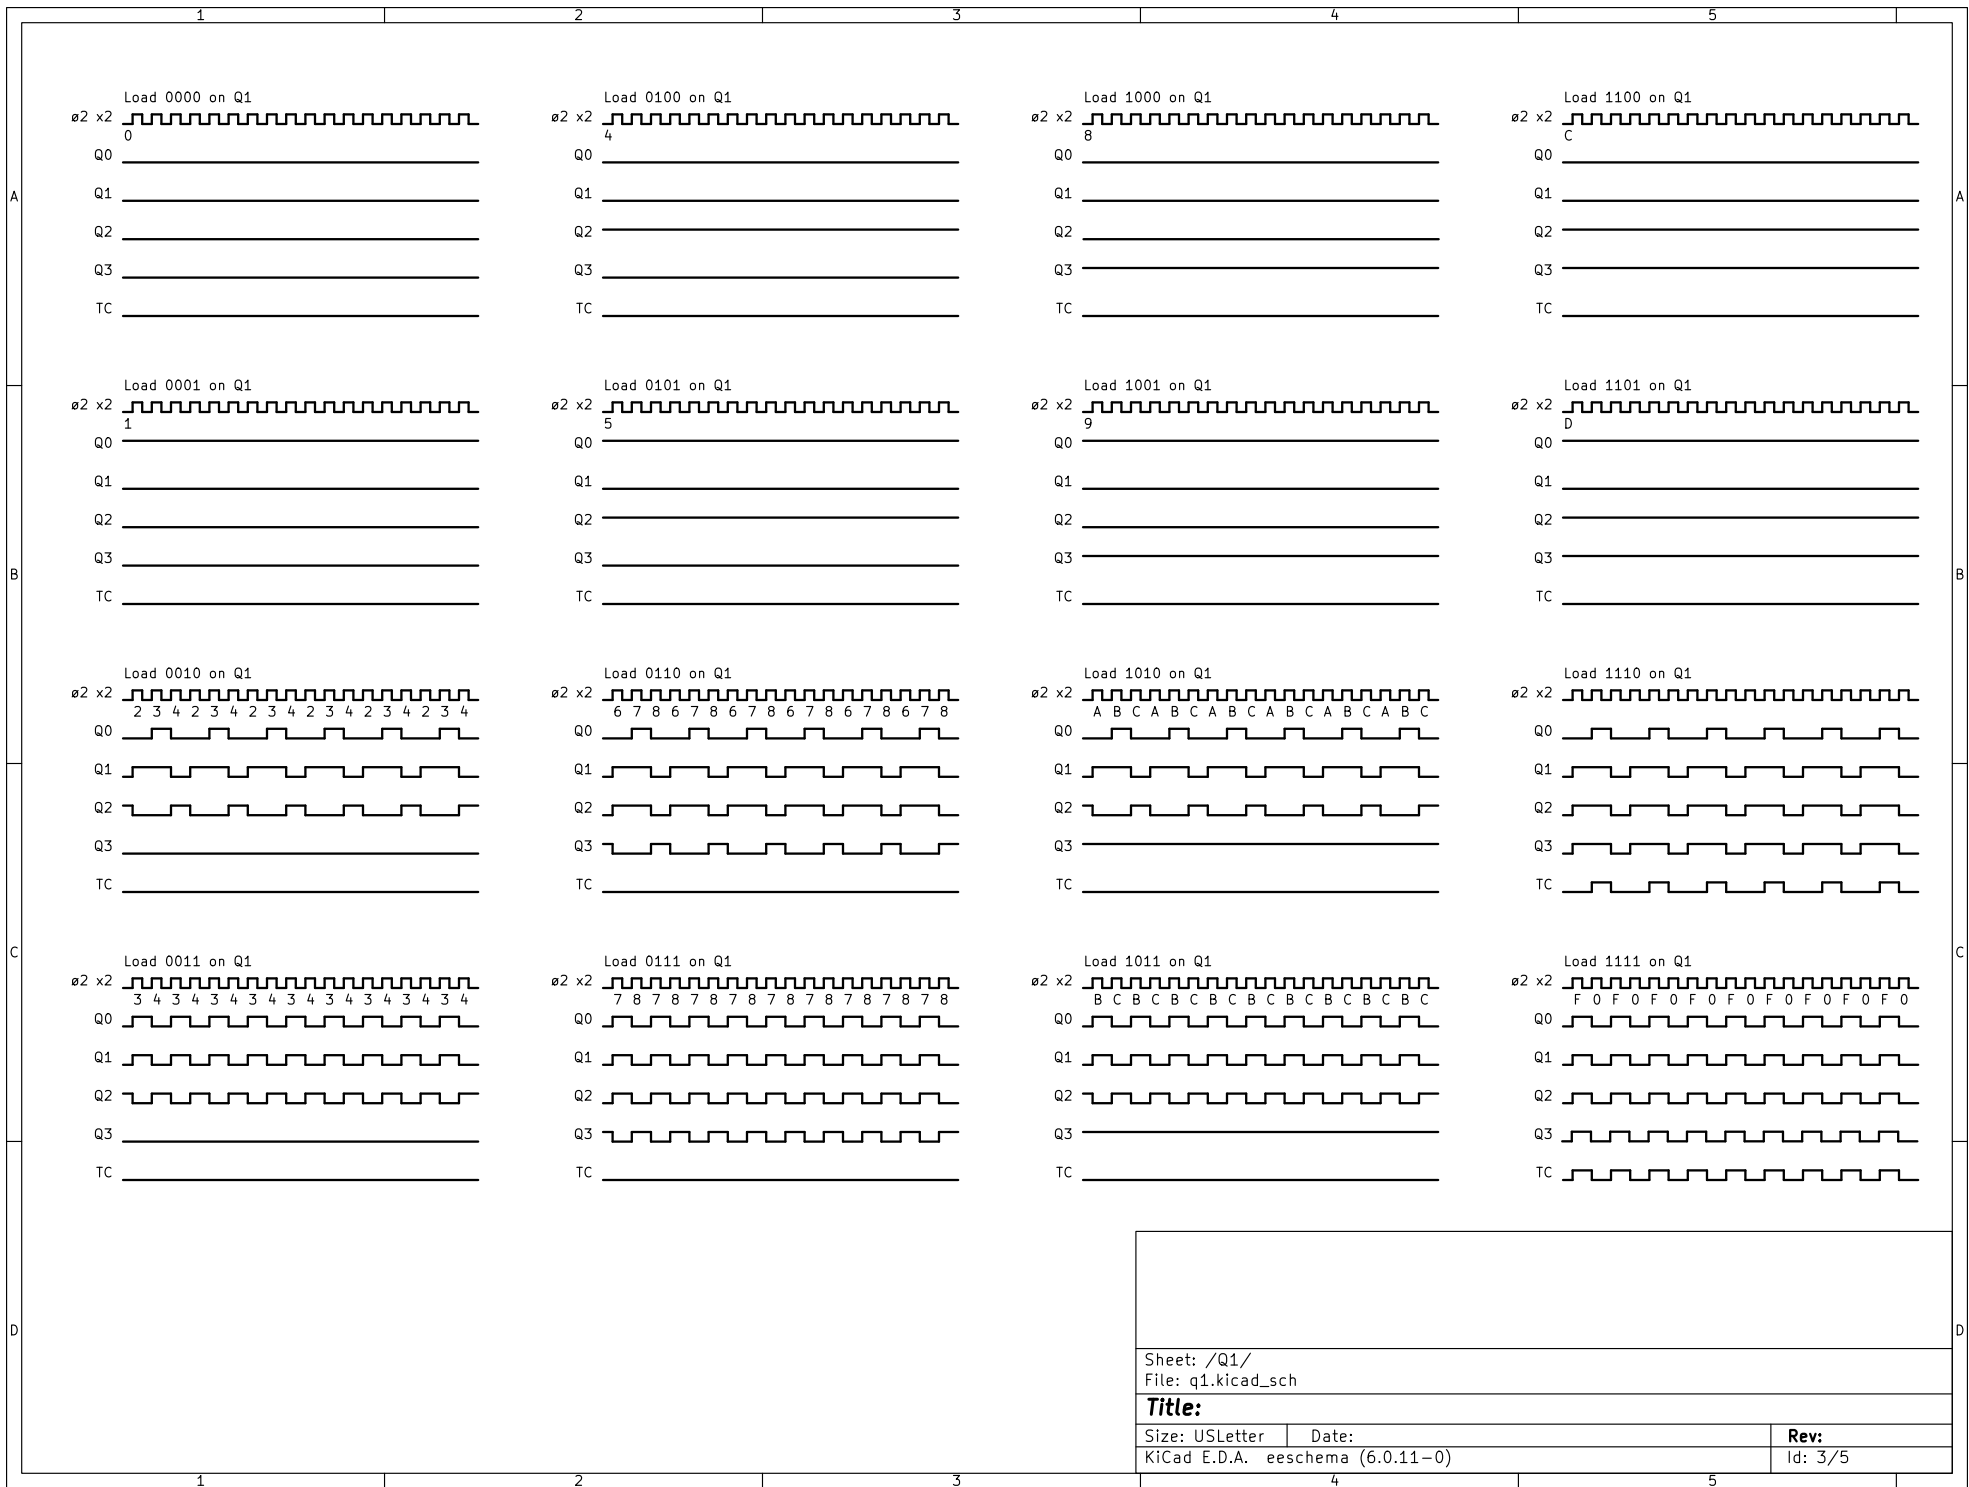 1 2 3 4 5
Load 0000 on Q1 Load 0100 on Q1 Load 1000 on Q1 Load 1100 on Q1
ø2 x2 ø2 x2 ø2 x2 ø2 x2
0 4 8 C
Q0 Q0 Q0 Q0
A Q1 Q1 Q1 Q1 A
Q2 Q2 Q2 Q2
Q3 Q3 Q3 Q3
TC TC TC TC
Load 0001 on Q1 Load 0101 on Q1 Load 1001 on Q1 Load 1101 on Q1
ø2 x2 ø2 x2 ø2 x2 ø2 x2
1 5 9 D
Q0 Q0 Q0 Q0
Q1 Q1 Q1 Q1
Q2 Q2 Q2 Q2
Q3 Q3 Q3 Q3
B B
TC TC TC TC
Load 0010 on Q1 Load 0110 on Q1 Load 1010 on Q1 Load 1110 on Q1
ø2 x2 ø2 x2 ø2 x2 ø2 x2
2 3 4 2 3 4 2 3 4 2 3 4 2 3 4 2 3 4 6 7 8 6 7 8 6 7 8 6 7 8 6 7 8 6 7 8 A B C A B C A B C A B C A B C A B C
Q0 Q0 Q0 Q0
Q1 Q1 Q1 Q1
Q2 Q2 Q2 Q2
Q3 Q3 Q3 Q3
TC TC TC TC
C C
Load 0011 on Q1 Load 0111 on Q1 Load 1011 on Q1 Load 1111 on Q1
ø2 x2 ø2 x2 ø2 x2 ø2 x2
3 4 3 4 3 4 3 4 3 4 3 4 3 4 3 4 3 4 7 8 7 8 7 8 7 8 7 8 7 8 7 8 7 8 7 8 B C B C B C B C B C B C B C B C B C F 0 F 0 F 0 F 0 F 0 F 0 F 0 F 0 F 0
Q0 Q0 Q0 Q0
Q1 Q1 Q1 Q1
Q2 Q2 Q2 Q2
Q3 Q3 Q3 Q3
TC TC TC TC
D D
Sheet: /Q1/
File: q1.kicad_sch
Title:
Size: USLetter Date: Rev:
KiCad E.D.A. eeschema (6.0.11-0) Id: 3/5
1 2 3 4 5